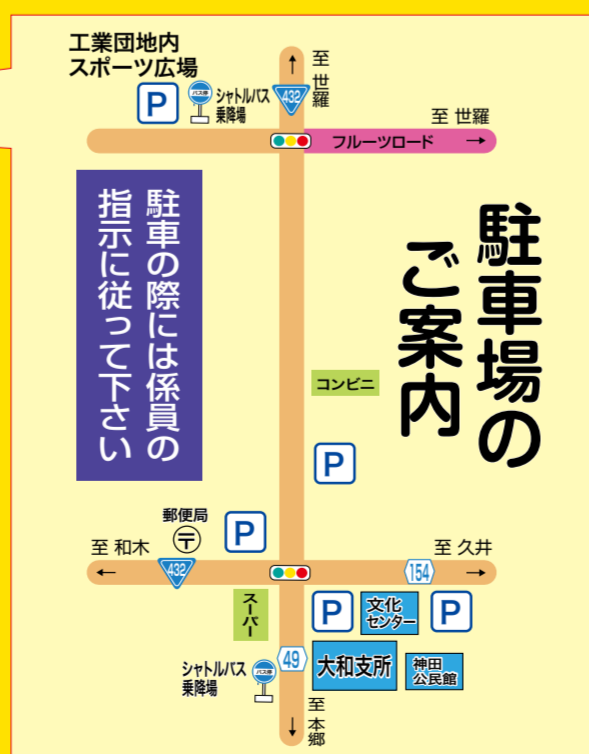 工業団地内
スポーツ広場
P
バス停
シャトルバス
乗降場
432
至 世羅
至 世羅
フルーツロード →
駐車場の
ご案内
駐車の際には係員の
指示に従って下さい
コンビニ
P
郵便局
〒
P
至 和木
←
432
至 久井
154
→
スーパー
P
文化
センター
P
シャトルバス
乗降場
バス停
49
大和支所
神田
公民館
至 本郷